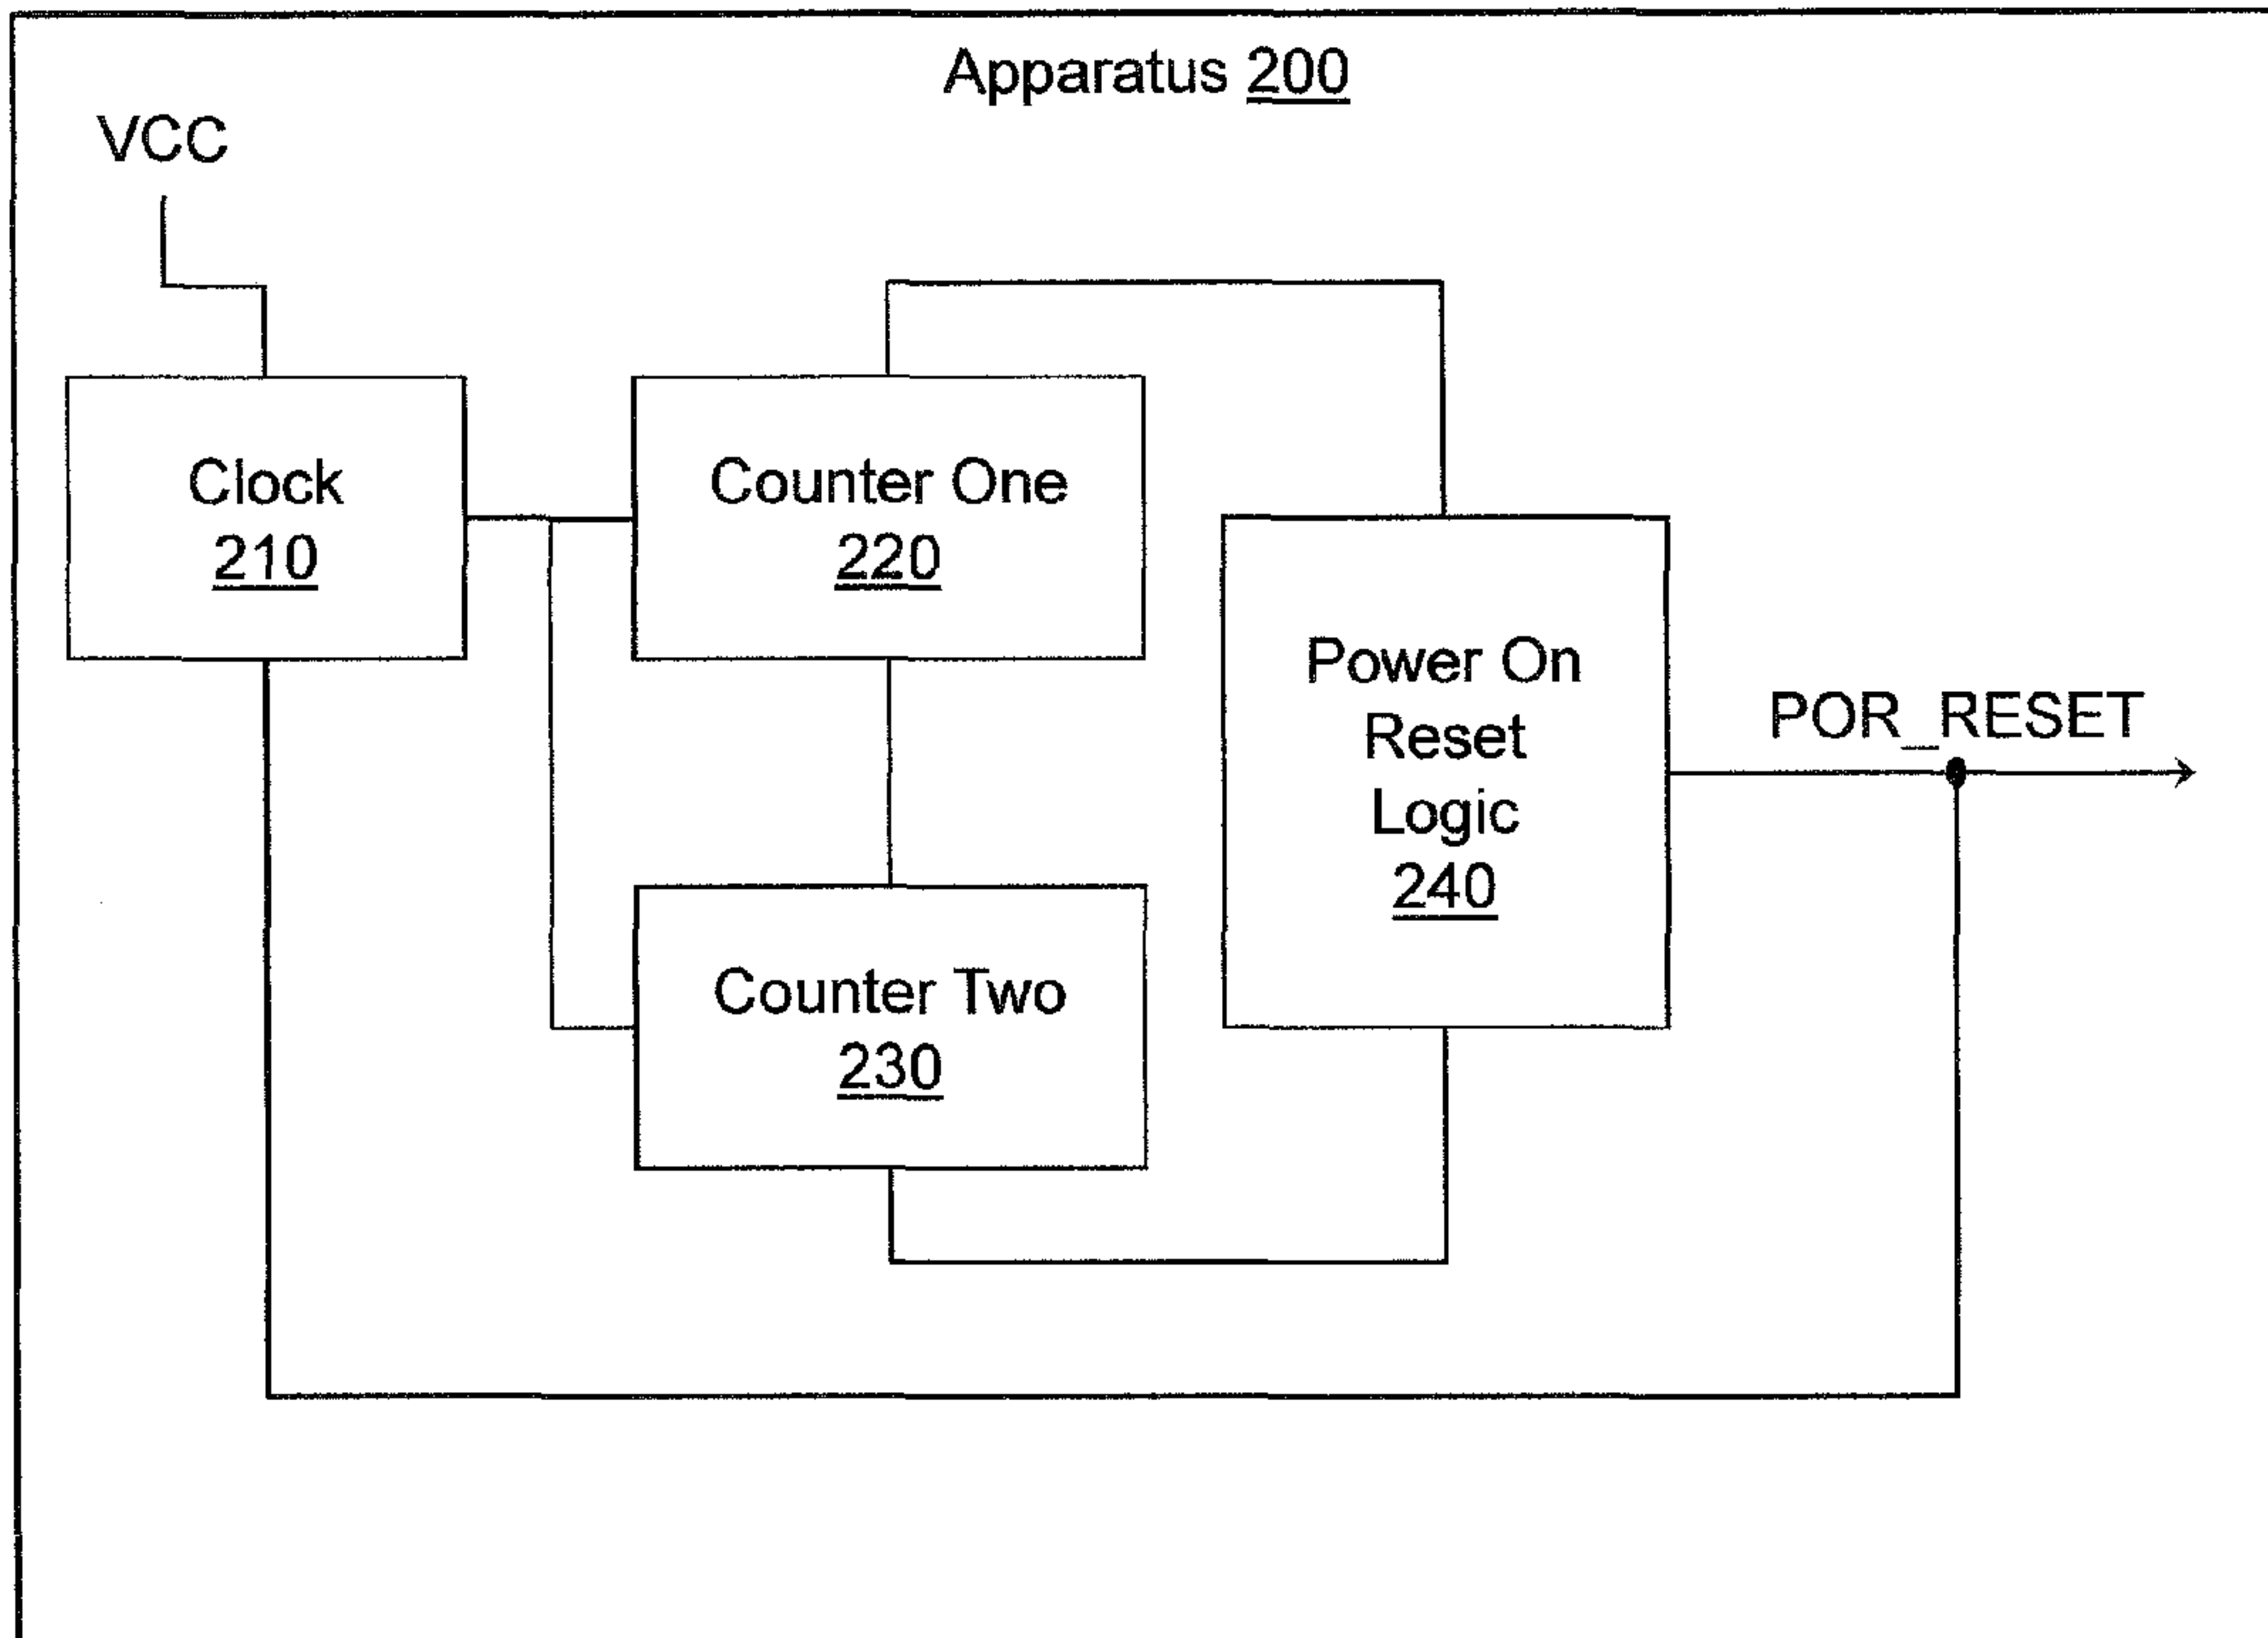 Apparatus 200
VCC
Clock
210
Counter One
220
Power On
Reset
Logic
240
POR_RESET
Counter Two
230